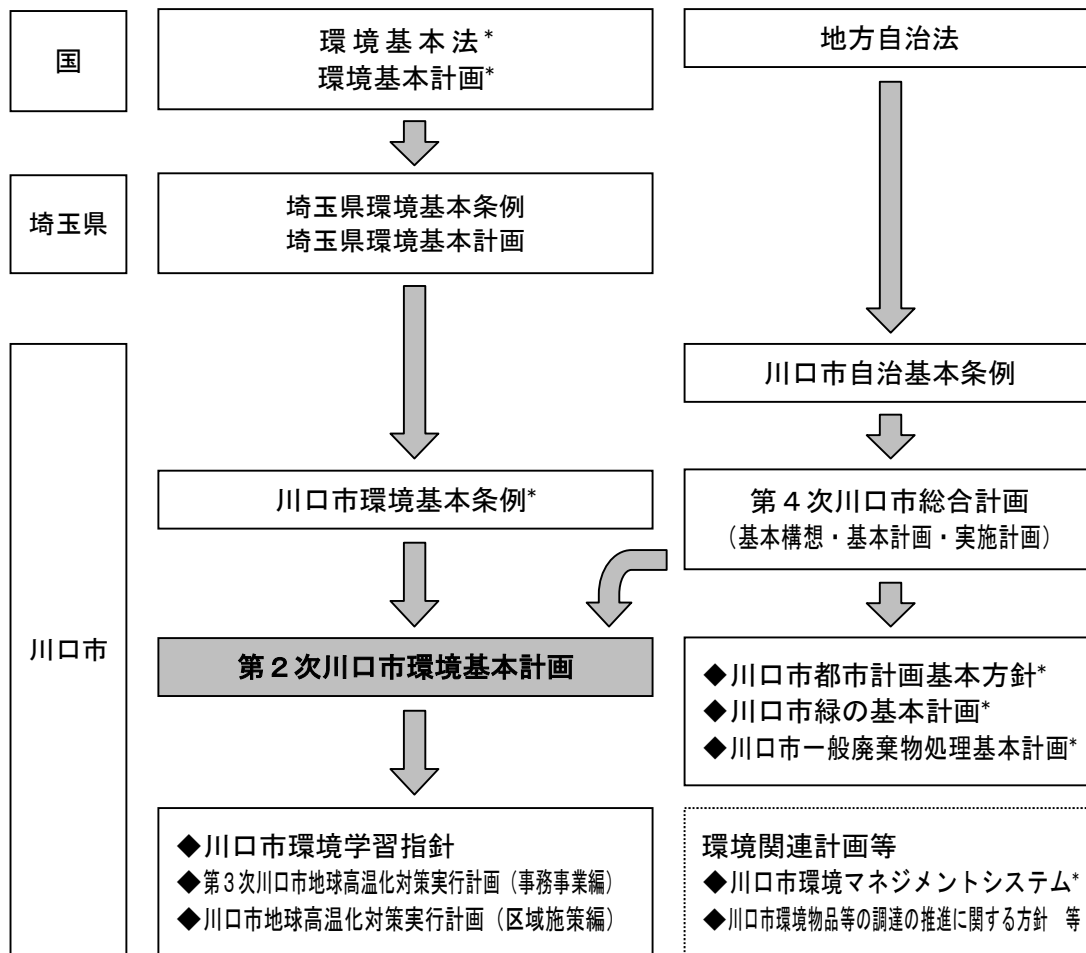 国
環境基本法*
環境基本計画*
地方自治法
埼玉県
埼玉県環境基本条例
埼玉県環境基本計画
川口市
川口市自治基本条例
川口市環境基本条例*
第４次川口市総合計画
（基本構想・基本計画・実施計画）
第２次川口市環境基本計画
◆川口市都市計画基本方針*
◆川口市緑の基本計画*
◆川口市一般廃棄物処理基本計画*
◆川口市環境学習指針
◆第３次川口市地球高温化対策実行計画（事務事業編）
◆川口市地球高温化対策実行計画（区域施策編）
環境関連計画等
◆川口市環境マネジメントシステム*
◆川口市環境物品等の調達の推進に関する方針　等